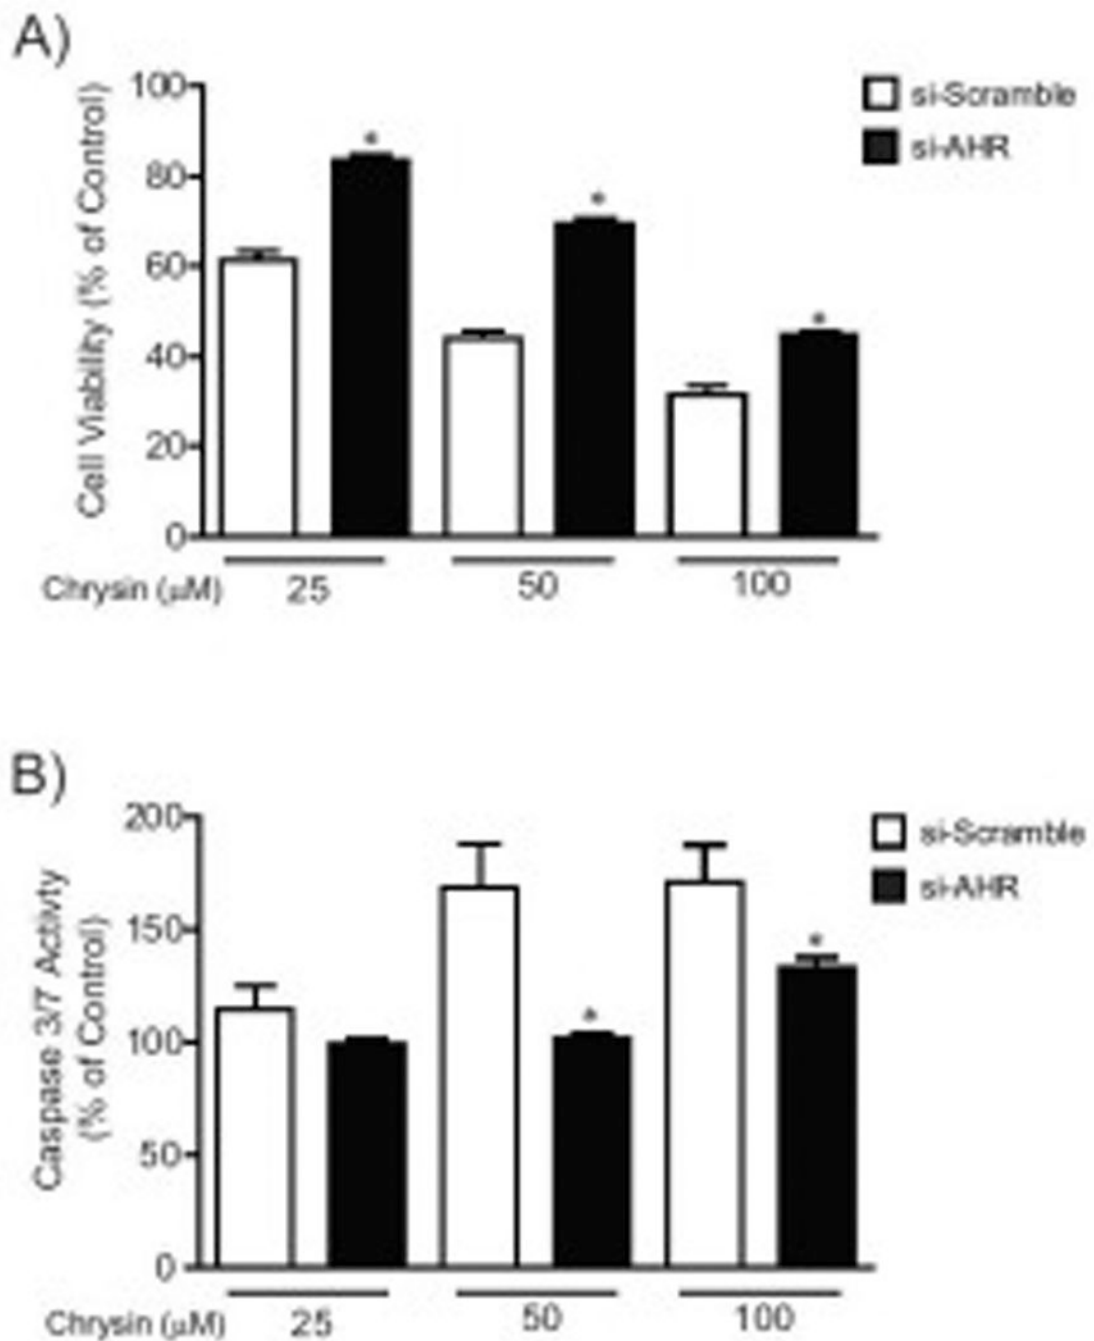 A)
100
80
60
40
20
0
Cell Viability (% of Control)
si-Scramble
si-AHR
*
*
*
Chrysin (μM) 25 50 100
B)
200
150
100
50
0
Caspase 3/7 Activty
(% of Control)
si-Scramble
si-AHR
*
*
Chrysin (μM) 25 50 100